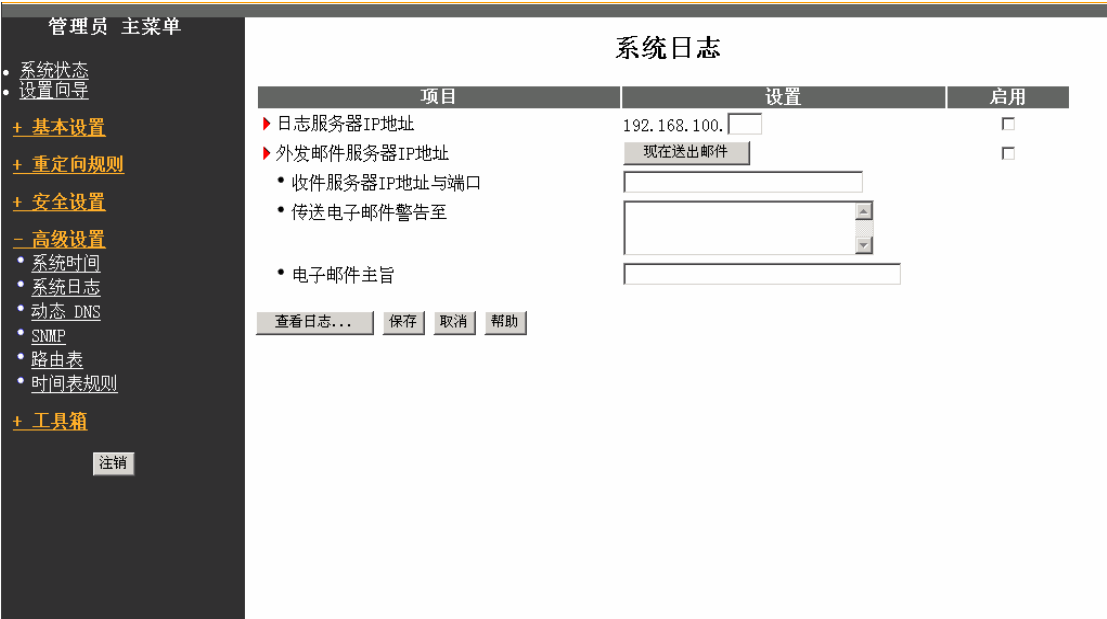 管理员 主菜单
系统状态
设置向导
+ 基本设置
+ 重定向规则
+ 安全设置
- 高级设置
系统时间
系统日志
动态 DNS
SNMP
路由表
时间表规则
+ 工具箱
注销
系统日志
项目 设置 启用
日志服务器IP地址 192.168.100.
外发邮件服务器IP地址 现在送出邮件
收件服务器IP地址与端口
传送电子邮件警告至
电子邮件主旨
查看日志... 保存 取消 帮助